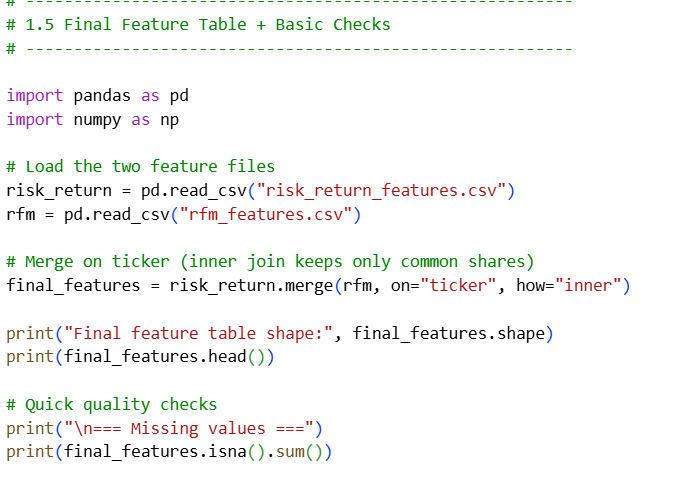 # ---------------------------------------------------------
# 1.5 Final Feature Table + Basic Checks
# ---------------------------------------------------------
import pandas as pd
import numpy as np
# Load the two feature files
risk_return = pd.read_csv("risk_return_features.csv")
rfm = pd.read_csv("rfm_features.csv")
# Merge on ticker (inner join keeps only common shares)
final_features = risk_return.merge(rfm, on="ticker", how="inner")
print("Final feature table shape:", final_features.shape)
print(final_features.head())
# Quick quality checks
print("\n=== Missing values ===")
print(final_features.isna().sum())